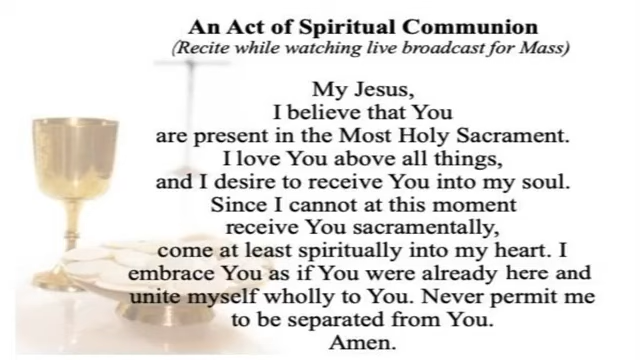 An Act of Spiritual Communion
(Recite while watching live broadcast for Mass)
My Jesus,
I believe that You
are present in the Most Holy Sacrament.
I love You above all things,
and I desire to receive You into my soul.
Since I cannot at this moment
receive You sacramentally,
come at least spiritually into my heart. I
embrace You as if You were already here and
unite myself wholly to You. Never permit me
to be separated from You.
Amen.